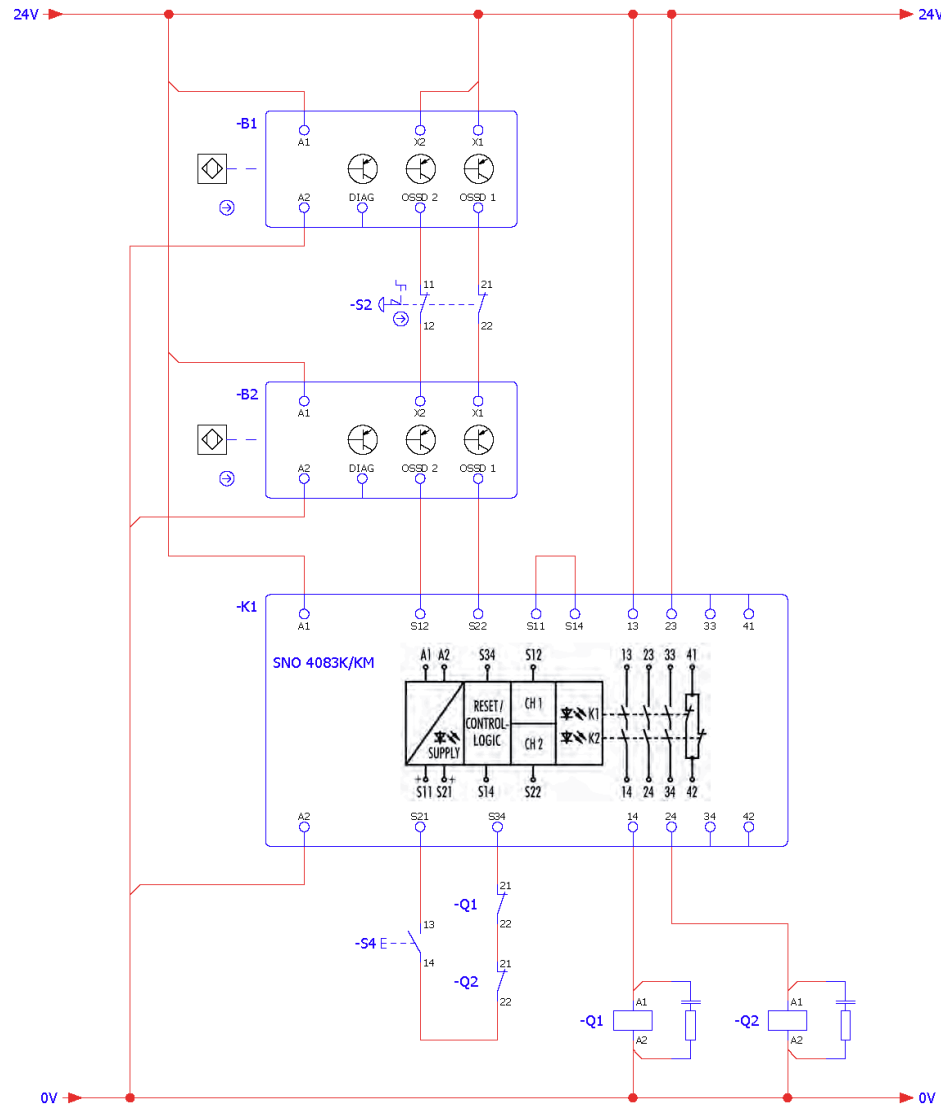 24V 24V
-B1
A1 X2 X1
A2 DIAG OSSD 2 OSSD 1
11 21
-S2
12 22
-B2
A1 X2 X1
A2 DIAG OSSD 2 OSSD 1
-K1
A1 S12 S22 S11 S14 13 23 33 41
SNO 4083K/KM
A1 A2 S34 S12 13 23 33 41
RESET/
CONTROL-
LOGIC
CH 1
K1
SUPPLY
CH 2
K2
+ +
S11 S21 S14 S22 14 24 34 42
A2 S21 S34 14 24 34 42
21
-Q1
22
13
-S4
14
21
-Q2
22
A1 A1
-Q1 -Q2
A2 A2
0V 0V